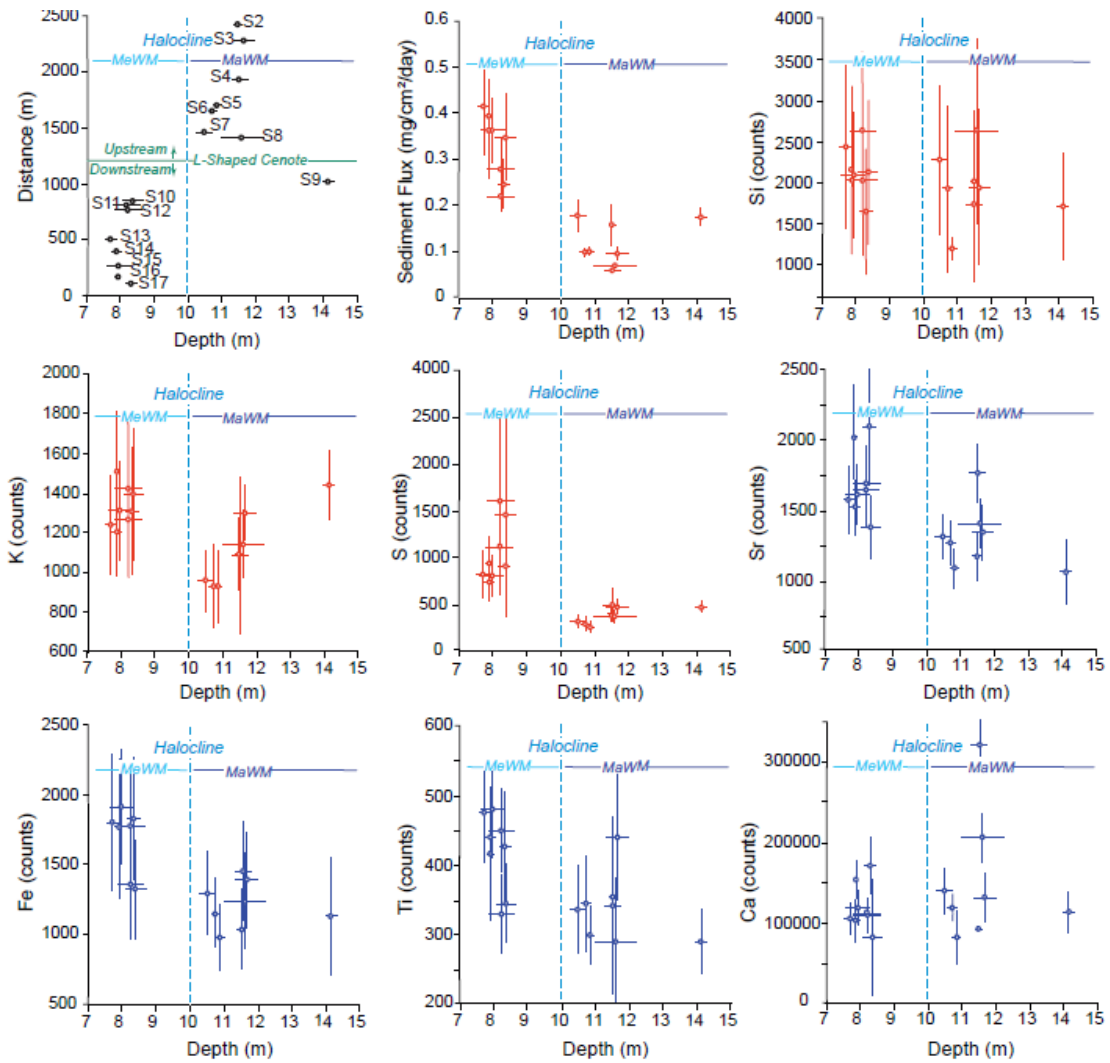 Distance (m)
2500
2000
1500
1000
500
0
S2
S3
Halocline
MeWM
MaWM
S4
S6
S5
S7
S8
Upstream
L-Shaped Cenote
Downstream
S9
S11
S10
S12
S13
S14
S15
S16
S17
7 8 9 10 11 12 13 14 15
Depth (m)
Sediment Flux (mg/cm²/day)
0.6
0.5
0.4
0.3
0.2
0.1
0
Halocline
MeWM
MaWM
7 8 9 10 11 12 13 14 15
Depth (m)
Si (counts)
4000
3500
3000
2500
2000
1500
1000
Halocline
MeWM
MaWM
7 8 9 10 11 12 13 14 15
Depth (m)
K (counts)
2000
1800
1600
1400
1200
1000
800
600
Halocline
MeWM
MaWM
7 8 9 10 11 12 13 14 15
Depth (m)
S (counts)
4000
2500
2000
1500
1000
500
0
Halocline
MeWM
MaWM
7 8 9 10 11 12 13 14 15
Depth (m)
Sr (counts)
2500
2000
1500
1000
500
Halocline
MeWM
MaWM
7 8 9 10 11 12 13 14 15
Depth (m)
Fe (counts)
2500
2000
1500
1000
500
Halocline
MeWM
MaWM
7 8 9 10 11 12 13 14 15
Depth (m)
Ti (counts)
600
500
400
300
200
Halocline
MeWM
MaWM
7 8 9 10 11 12 13 14 15
Depth (m)
Ca (counts)
300000
200000
100000
0
Halocline
MeWM
MaWM
7 8 9 10 11 12 13 14 15
Depth (m)